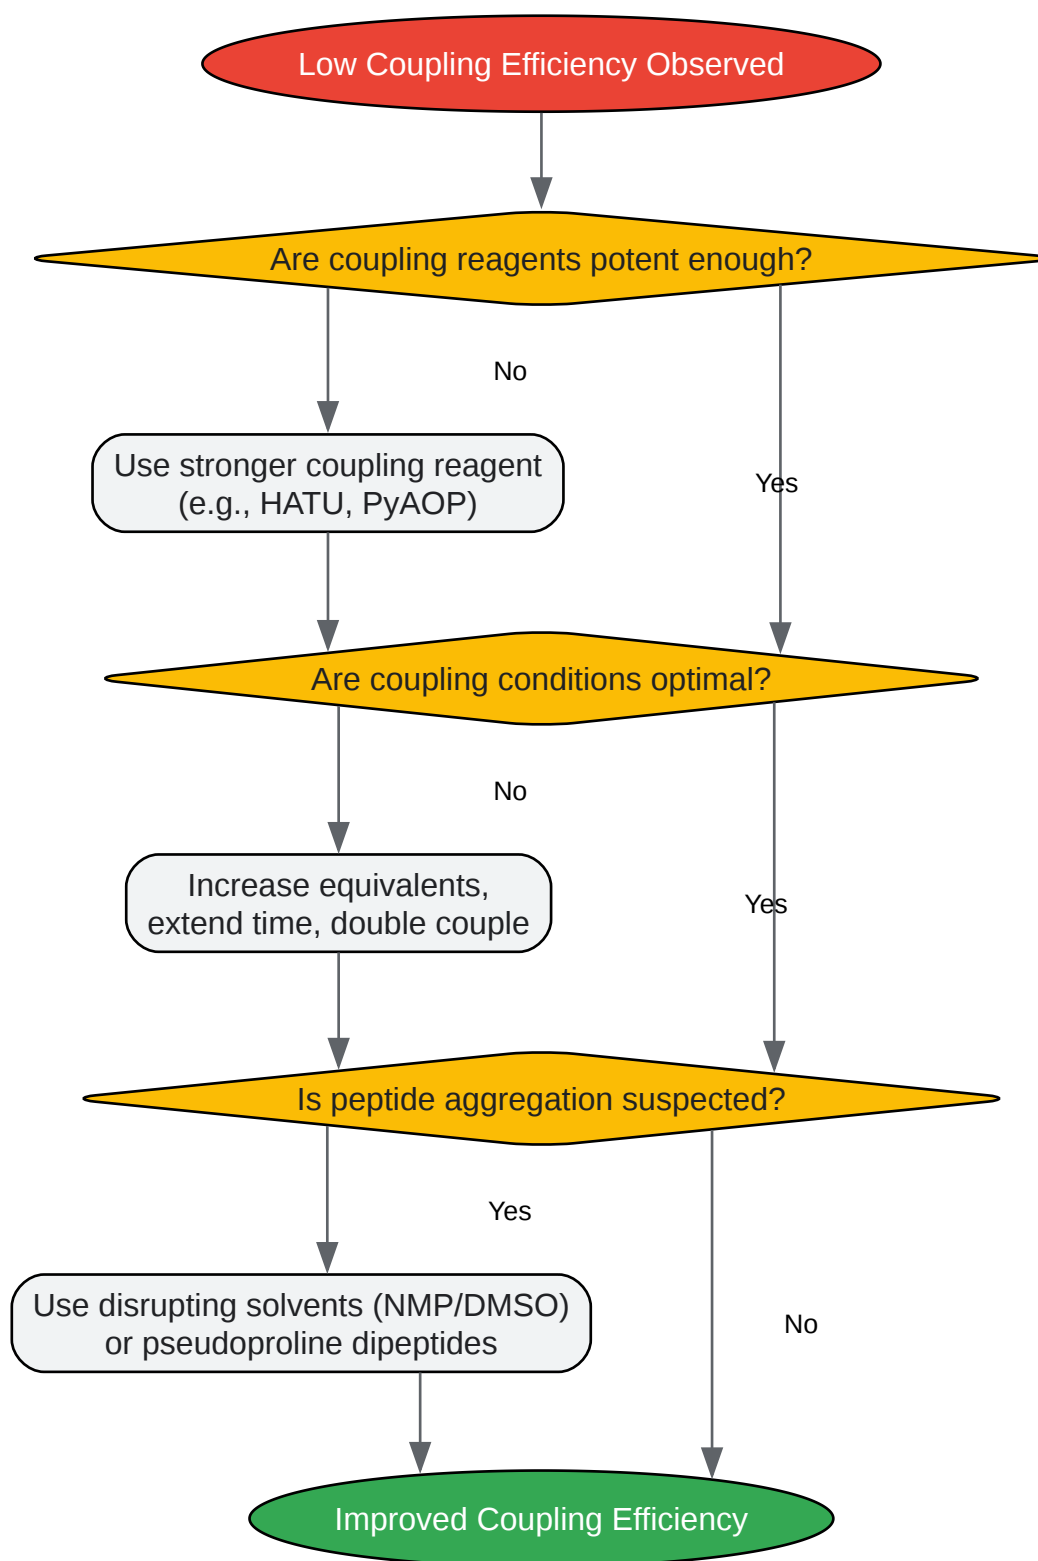 Low Coupling Efficiency Observed
Are coupling reagents potent enough?
No
Use stronger coupling reagent
(e.g., HATU, PyAOP)
Yes
Are coupling conditions optimal?
No
Increase equivalents,
extend time, double couple
Yes
Is peptide aggregation suspected?
Yes
Use disrupting solvents (NMP/DMSO)
or pseudoproline dipeptides
No
Improved Coupling Efficiency